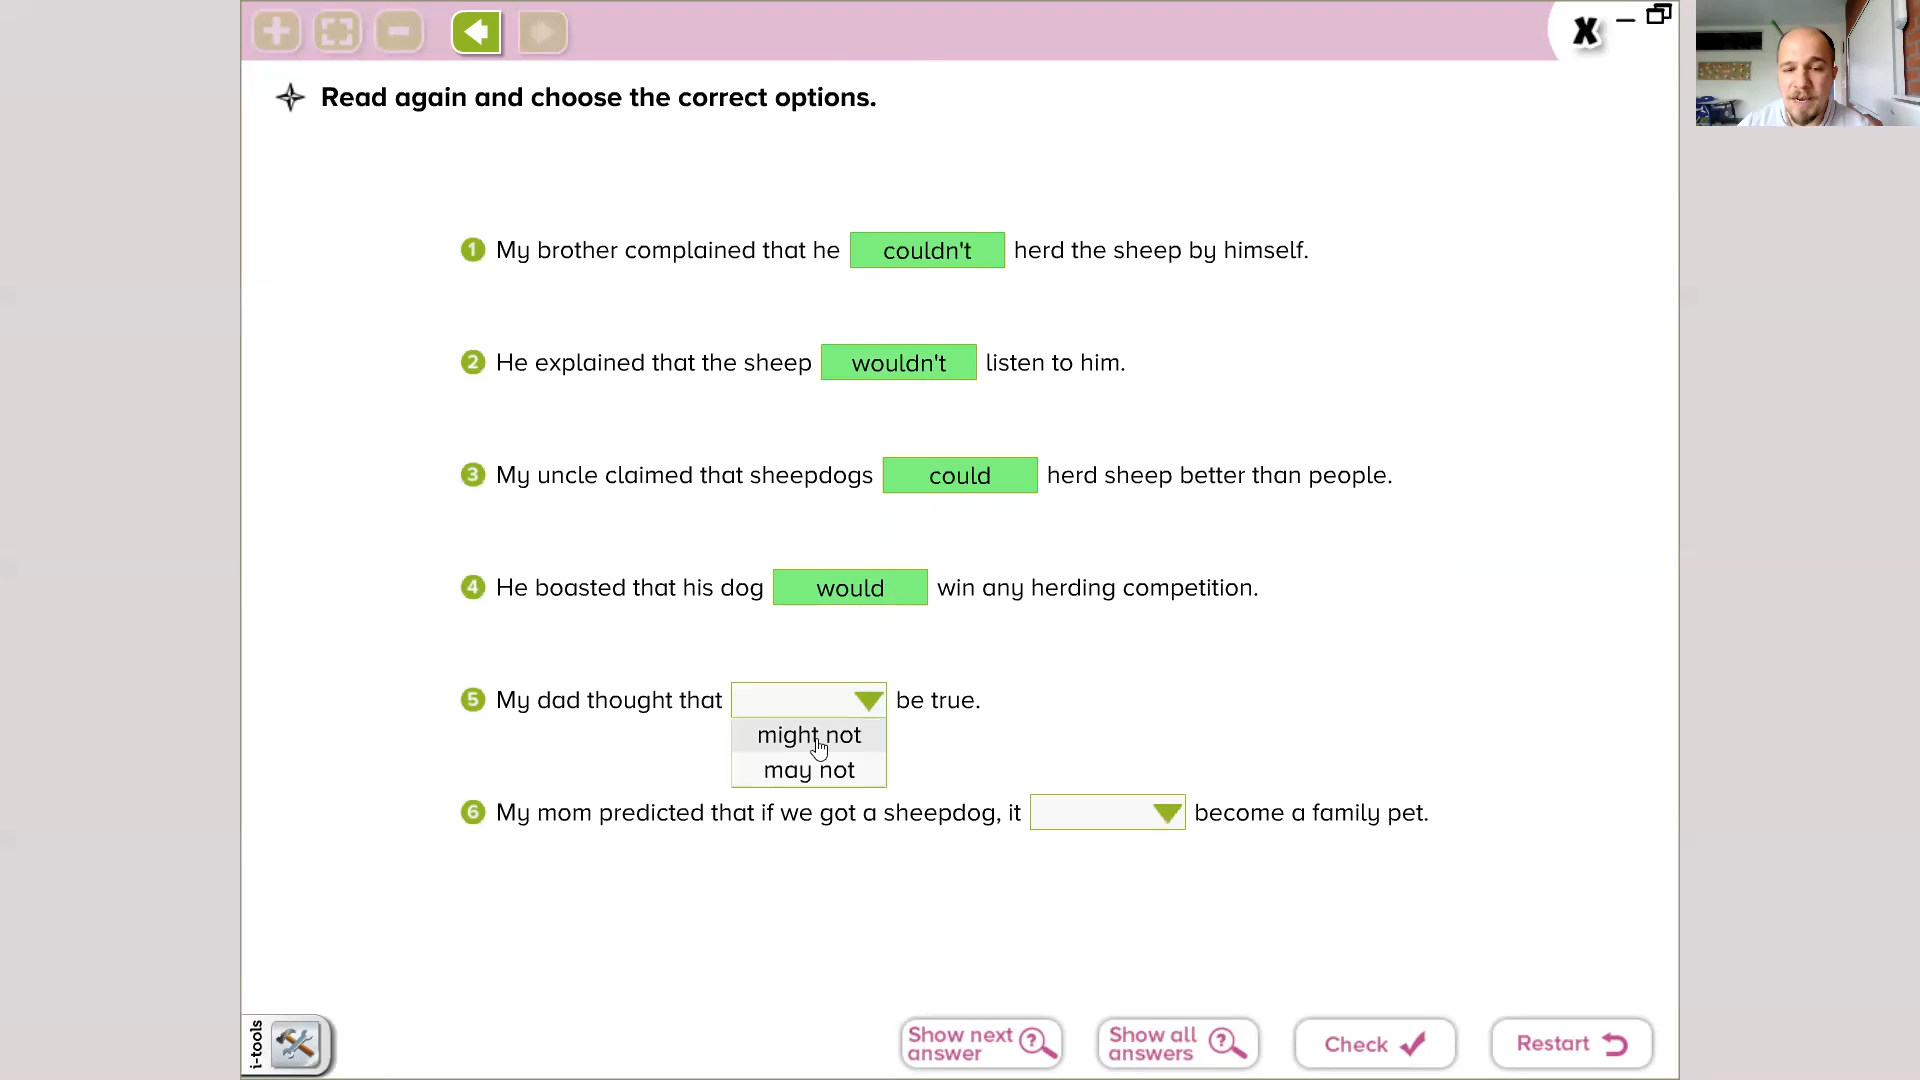 X
Read again and choose the correct options.
1 My brother complained that he couldn't herd the sheep by himself.
2 He explained that the sheep wouldn't listen to him.
3 My uncle claimed that sheepdogs could herd sheep better than people.
4 He boasted that his dog would win any herding competition.
5 My dad thought that be true.
might not
may not
6 My mom predicted that if we got a sheepdog, it become a family pet.
i-tools
Show next answer ?
Show all answers ?
Check
Restart